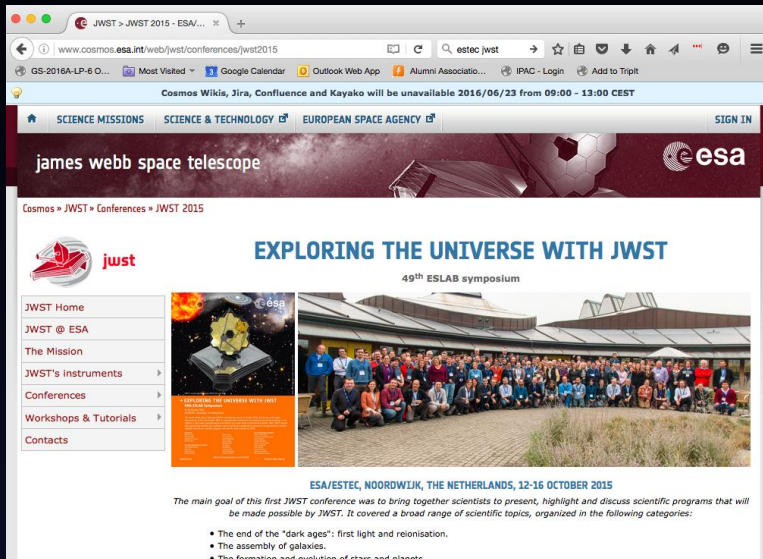 JWST > JWST 2015 - ESA/...
www.cosmos.esa.int/web/jwst/conferences/jwst2015
estec jwst
GS-2016A-LP-6 O...
Most Visited
Google Calendar
Outlook Web App
Alumni Associatio...
IPAC - Login
Add to TripIt
Cosmos Wikis, Jira, Confluence and Kayako will be unavailable 2016/06/23 from 09:00 - 13:00 CEST
SCIENCE MISSIONS
SCIENCE & TECHNOLOGY
EUROPEAN SPACE AGENCY
SIGN IN
james webb space telescope
esa
Cosmos » JWST » Conferences » JWST 2015
jwst
EXPLORING THE UNIVERSE WITH JWST
49th ESLAB symposium
JWST Home
JWST @ ESA
The Mission
JWST's instruments
Conferences
Workshops & Tutorials
Contacts
esa
EXPLORING THE UNIVERSE WITH JWST
ESA/ESTEC, NOORDWIJK, THE NETHERLANDS, 12-16 OCTOBER 2015
The main goal of this first JWST conference was to bring together scientists to present, highlight and discuss scientific programs that will
be made possible by JWST. It covered a broad range of scientific topics, organized in the following categories:
• The end of the "dark ages": first light and reionisation.
• The assembly of galaxies.
• The formation and evolution of stars and planets.